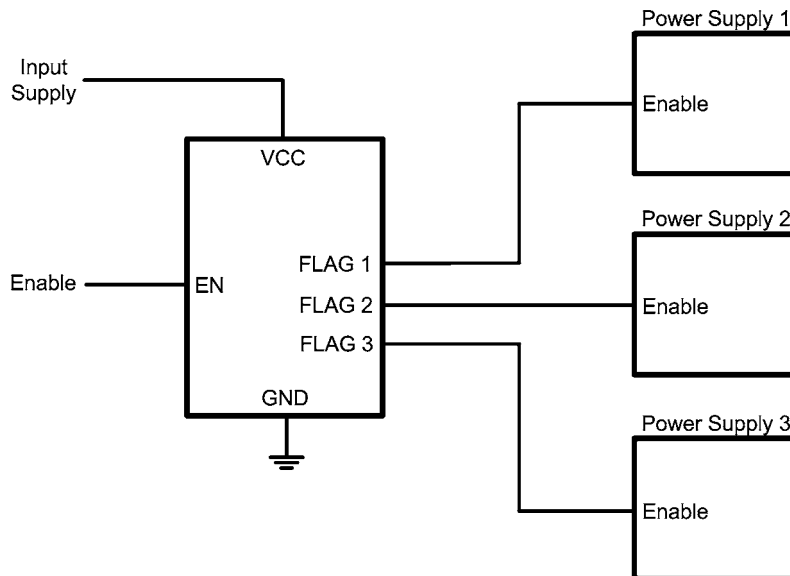 Power Supply 1
Input
Supply
Enable
VCC
Power Supply 2
FLAG 1
Enable
EN
FLAG 2
Enable
FLAG 3
GND
Power Supply 3
Enable